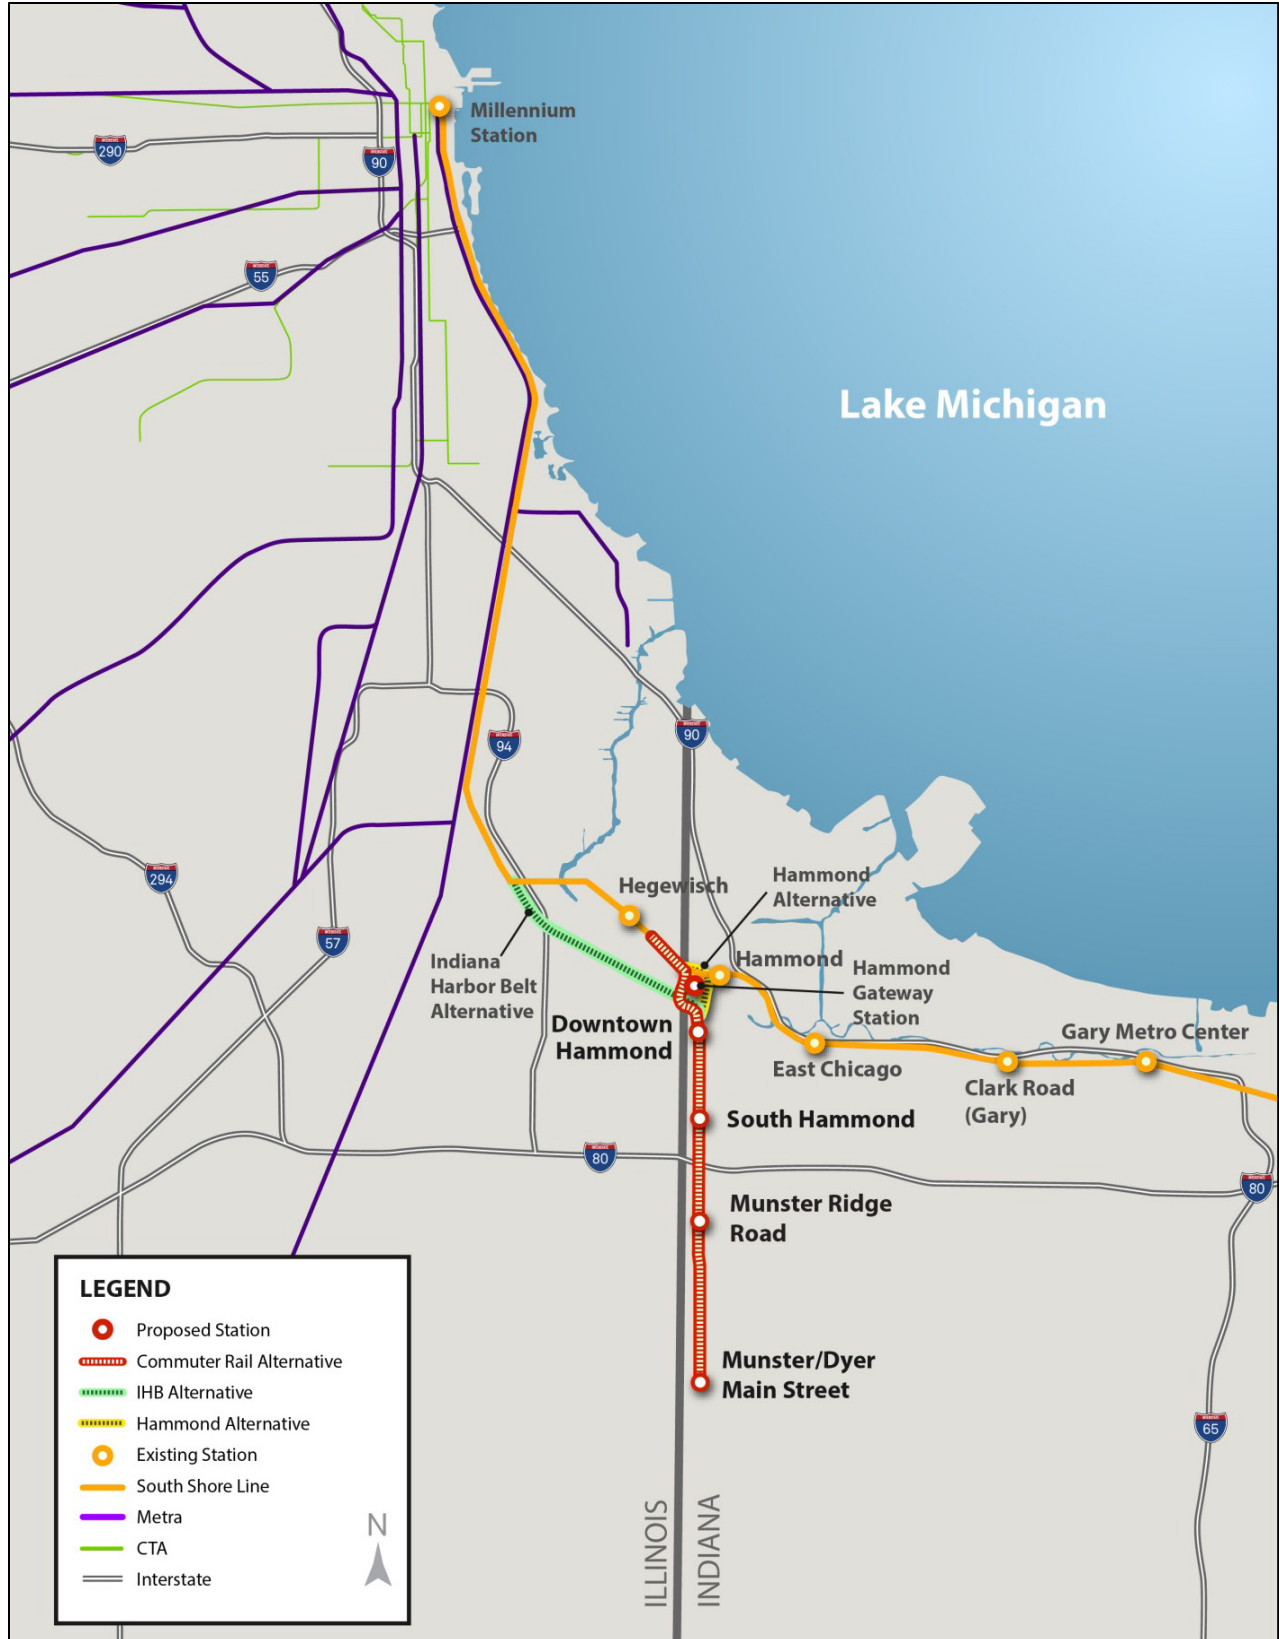 Millennium
Station
290
90
55
Lake Michigan
94
90
294
57
Hegewisch
Hammond
Alternative
Indiana
Harbor Belt
Alternative
Hammond
Hammond
Gateway
Station
Downtown
Hammond
Gary Metro Center
East Chicago
Clark Road
(Gary)
South Hammond
80
80
Munster Ridge
Road
Munster/Dyer
Main Street
65
ILLINOIS
INDIANA
LEGEND
Proposed Station
Commuter Rail Alternative
IHB Alternative
Hammond Alternative
Existing Station
South Shore Line
Metra
CTA
Interstate
N